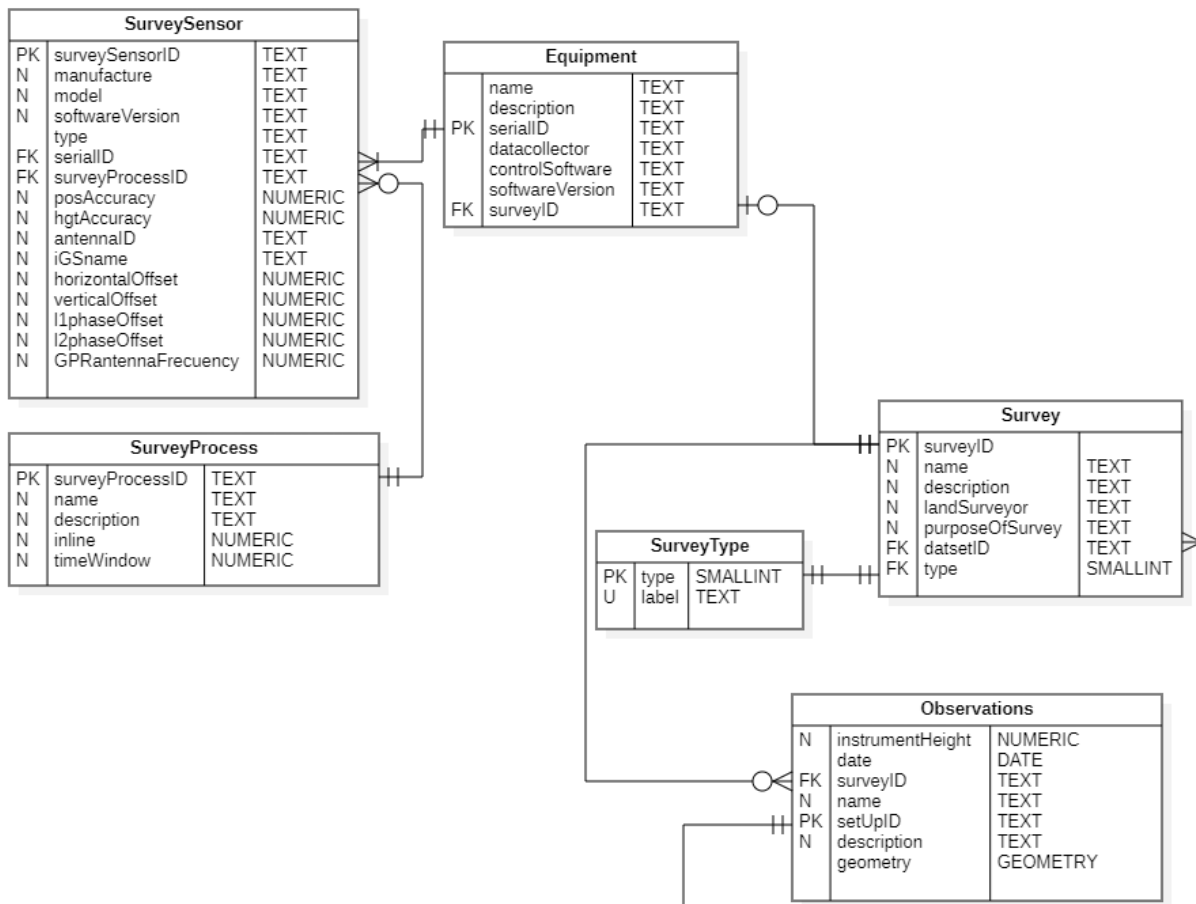 SurveySensor
PK surveySensorID TEXT
N manufacture TEXT
N model TEXT
N softwareVersion TEXT
type TEXT
FK serialID TEXT
FK surveyProcessID TEXT
N posAccuracy NUMERIC
N hgtAccuracy NUMERIC
N antennaID TEXT
N iGSname TEXT
N horizontalOffset NUMERIC
N verticalOffset NUMERIC
N l1phaseOffset NUMERIC
N l2phaseOffset NUMERIC
N GPRantennaFrecuency NUMERIC
Equipment
name TEXT
description TEXT
PK serialID TEXT
datacollector TEXT
controlSoftware TEXT
softwareVersion TEXT
FK surveyID TEXT
SurveyProcess
PK surveyProcessID TEXT
N name TEXT
N description TEXT
N inline NUMERIC
N timeWindow NUMERIC
Survey
PK surveyID
N name TEXT
N description TEXT
N landSurveyor TEXT
N purposeOfSurvey TEXT
FK datsetID TEXT
FK type SMALLINT
SurveyType
PK type SMALLINT
U label TEXT
Observations
N instrumentHeight NUMERIC
date DATE
FK surveyID TEXT
N name TEXT
PK setUpID TEXT
N description TEXT
geometry GEOMETRY